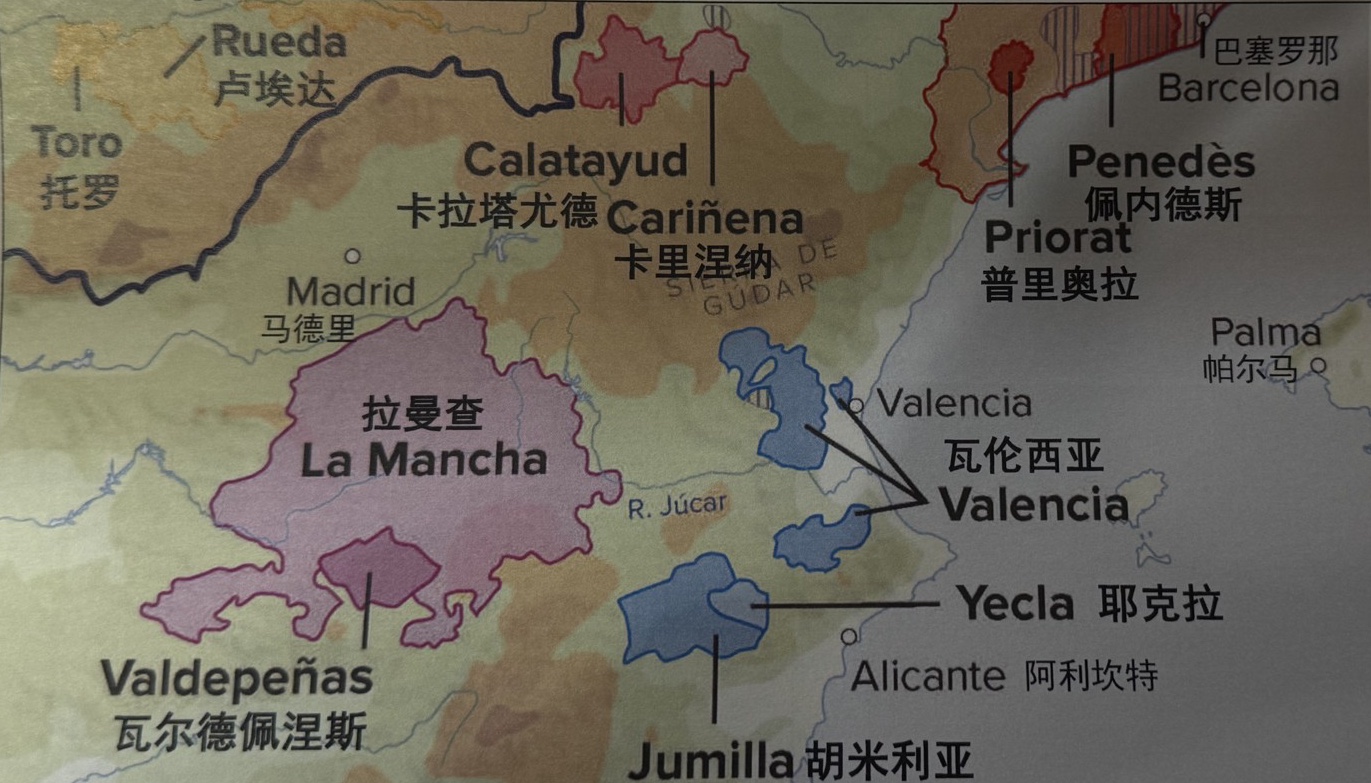 Rueda
卢埃达
Toro
托罗
巴塞罗那
Barcelona
Calatayud
卡拉塔尤德
Cariñena
卡里涅纳
Penedès
佩内德斯
Priorat
普里奥拉
SIERRA DE
GÚDAR
Madrid
马德里
Palma
帕尔马
拉曼查
La Mancha
Valencia
瓦伦西亚
Valencia
R. Júcar
Yecla 耶克拉
Alicante 阿利坎特
Valdepeñas
瓦尔德佩涅斯
Jumilla 胡米利亚